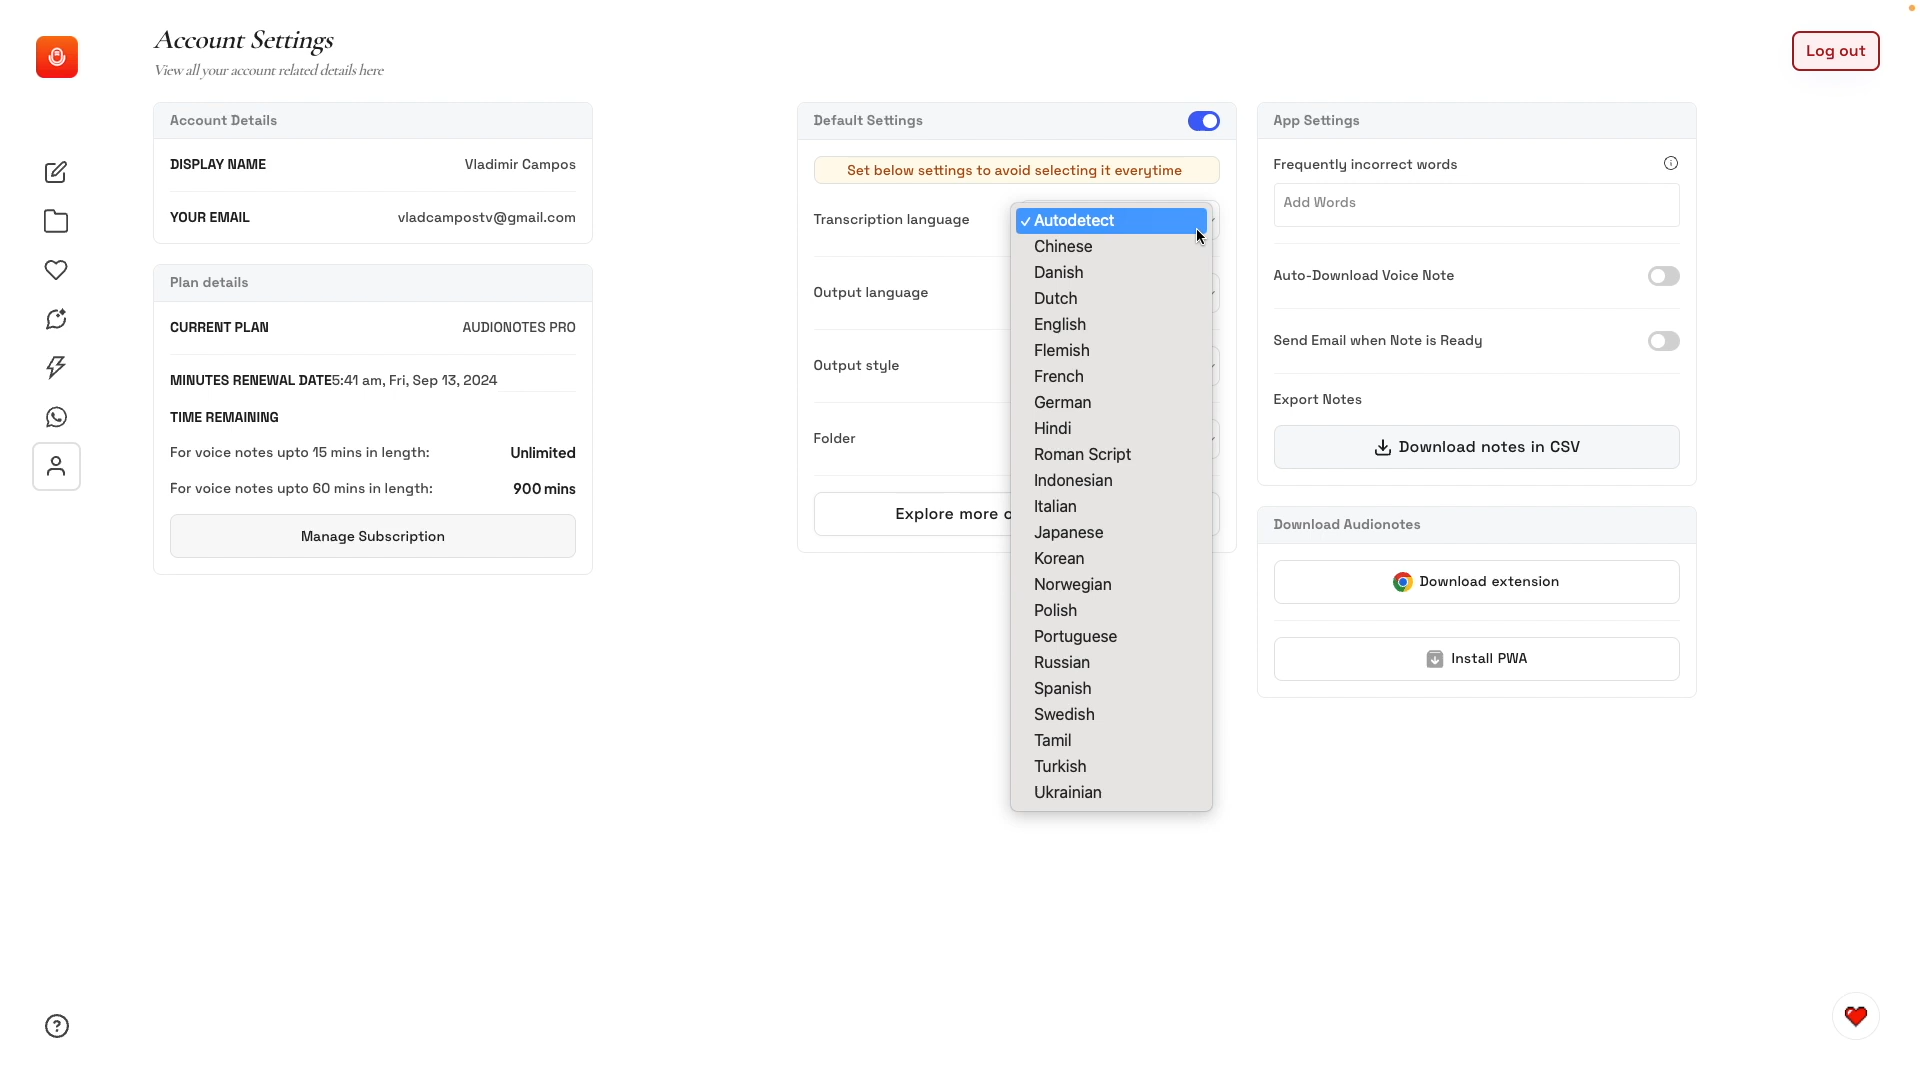 Account Settings
View all your account related details here
Log out
Account Details
DISPLAY NAME Vladimir Campos
YOUR EMAIL vladcampostv@gmail.com
Plan details
CURRENT PLAN AUDIONOTES PRO
MINUTES RENEWAL DATE5:41 am, Fri, Sep 13, 2024
TIME REMAINING
For voice notes upto 15 mins in length: Unlimited
For voice notes upto 60 mins in length: 900 mins
Manage Subscription
Default Settings
Set below settings to avoid selecting it everytime
Transcription language
Output language
Output style
Folder
Explore more
✓ Autodetect
Chinese
Danish
Dutch
English
Flemish
French
German
Hindi
Roman Script
Indonesian
Italian
Japanese
Korean
Norwegian
Polish
Portuguese
Russian
Spanish
Swedish
Tamil
Turkish
Ukrainian
App Settings
Frequently incorrect words
Add Words
Auto-Download Voice Note
Send Email when Note is Ready
Export Notes
Download notes in CSV
Download Audionotes
Download extension
Install PWA